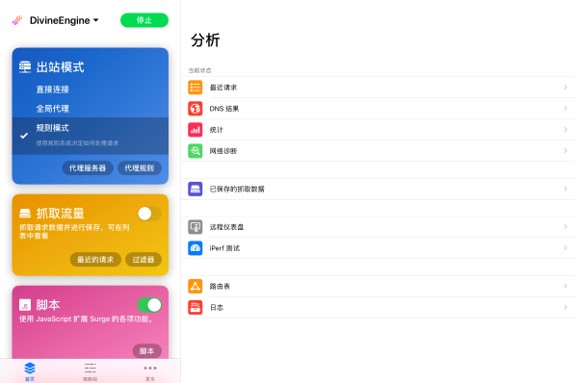 DivineEngine
停止
出站模式
直接连接
全局代理
规则模式
使用规则系统决定如何处理请求
代理服务器
代理规则
抓取流量
抓取请求数据并进行保存，可在列
表中查看
最近的请求
过滤器
JS
脚本
使用 JavaScript 扩展 Surge 的各项功能。
脚本
首页
更多
分析
当前状态
最近请求
DNS 结果
统计
网络诊断
已保存的抓取数据
远程仪表盘
iPerf 测试
路由表
日志